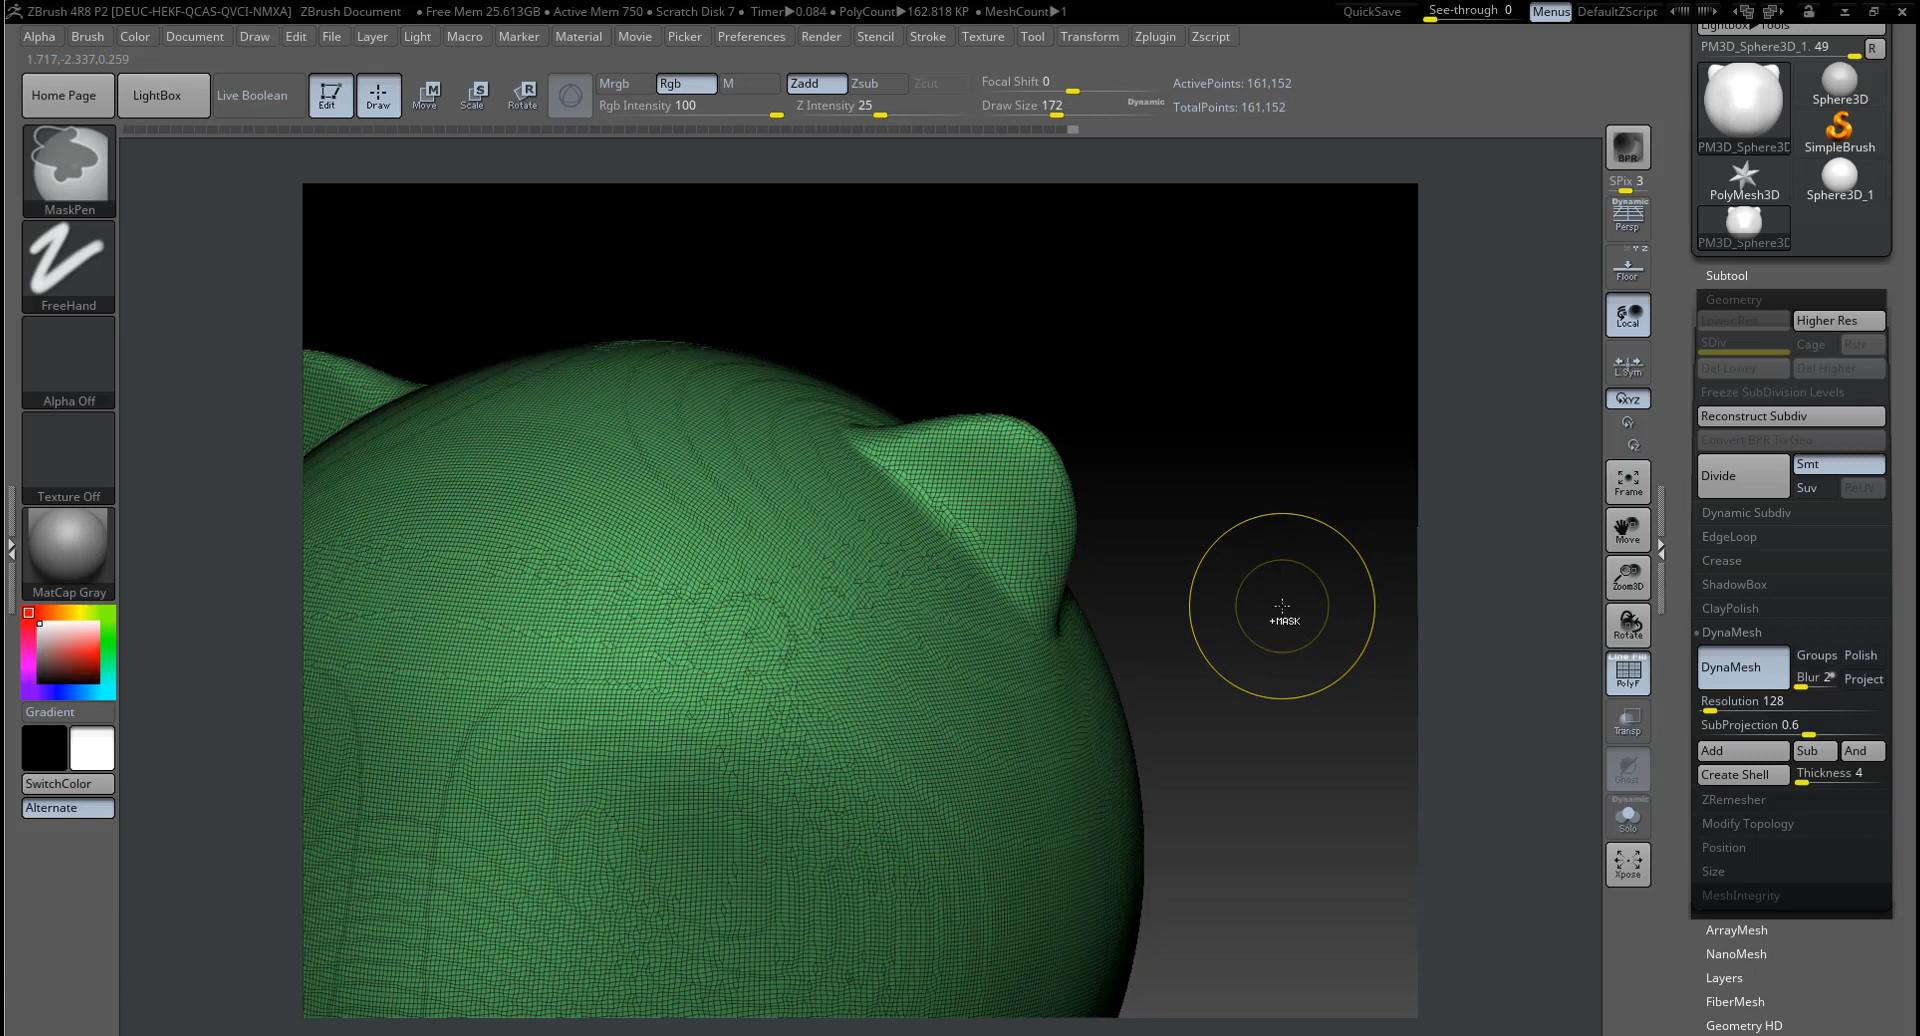 ZBrush 4R8 P2 [DEUC-HEKF-QCAS-QVCI-NMXA] ZBrush Document • Free Mem 25.613GB • Active Mem 750 • Scratch Disk 7 • Timer▶0.084 • PolyCount▶162.818 KP • MeshCount▶1 QuickSave See-through 0 Menus DefaultZScript
Alpha Brush Color Document Draw Edit File Layer Light Macro Marker Material Movie Picker Preferences Render Stencil Stroke Texture Tool Transform Zplugin Zscript
1.717,-2.337,0.259
Home Page LightBox Live Boolean Edit Draw Move Scale Rotate
Mrgb Rgb M Zadd Zsub Zcut Focal Shift 0 ActivePoints: 161,152
Rgb Intensity 100 Z Intensity 25 Draw Size 172 Dynamic TotalPoints: 161,152
MaskPen
FreeHand
Alpha Off
Texture Off
MatCap Gray
Gradient
SwitchColor
Alternate
+MASK
BPR
SPix 3
Dynamic
Persp
X Y Z
Floor
Local
L.Sym
XYZ
Frame
Move
Zoom3D
Rotate
Line Fill
PolyF
Transp
Ghost
Dynamic
Solo
Xpose
Lightbox▶Tools
PM3D_Sphere3D_1. 49 R
Sphere3D
PM3D_Sphere3D SimpleBrush
PolyMesh3D Sphere3D_1
PM3D_Sphere3D
Subtool
Geometry
Lower Res Higher Res
SDiv Cage Rstr
Del Lower Del Higher
Freeze SubDivision Levels
Reconstruct Subdiv
Convert BPR To Geo
Divide Smt
Suv ReUV
Dynamic Subdiv
EdgeLoop
Crease
ShadowBox
ClayPolish
DynaMesh
DynaMesh Groups Polish
Blur 2 Project
Resolution 128
SubProjection 0.6
Add Sub And
Create Shell Thickness 4
ZRemesher
Modify Topology
Position
Size
MeshIntegrity
ArrayMesh
NanoMesh
Layers
FiberMesh
Geometry HD